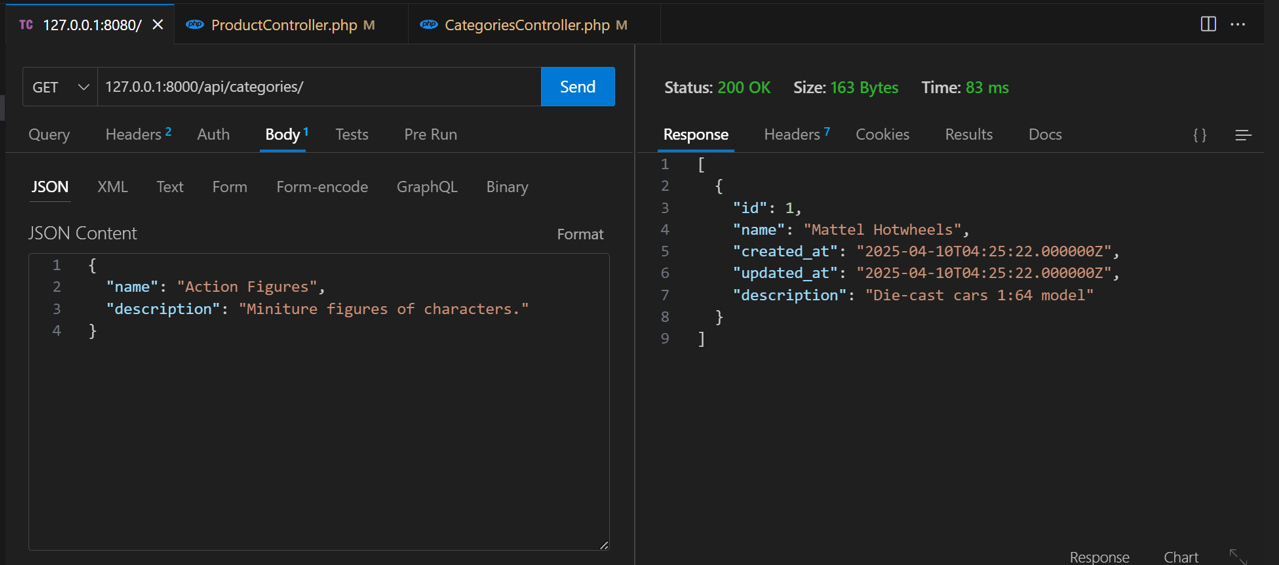 TC 127.0.0.1:8080/ × php ProductController.php M php CategoriesController.php M ...
GET 127.0.0.1:8000/api/categories/ Send
Status: 200 OK Size: 163 Bytes Time: 83 ms
Query Headers 2 Auth Body 1 Tests Pre Run
Response Headers 7 Cookies Results Docs { }
JSON XML Text Form Form-encode GraphQL Binary
JSON Content Format
1 {
2 "name": "Action Figures",
3 "description": "Miniture figures of characters."
4 }
1 [
2 {
3 "id": 1,
4 "name": "Mattel Hotwheels",
5 "created_at": "2025-04-10T04:25:22.000000Z",
6 "updated_at": "2025-04-10T04:25:22.000000Z",
7 "description": "Die-cast cars 1:64 model"
8 }
9 ]
Response Chart